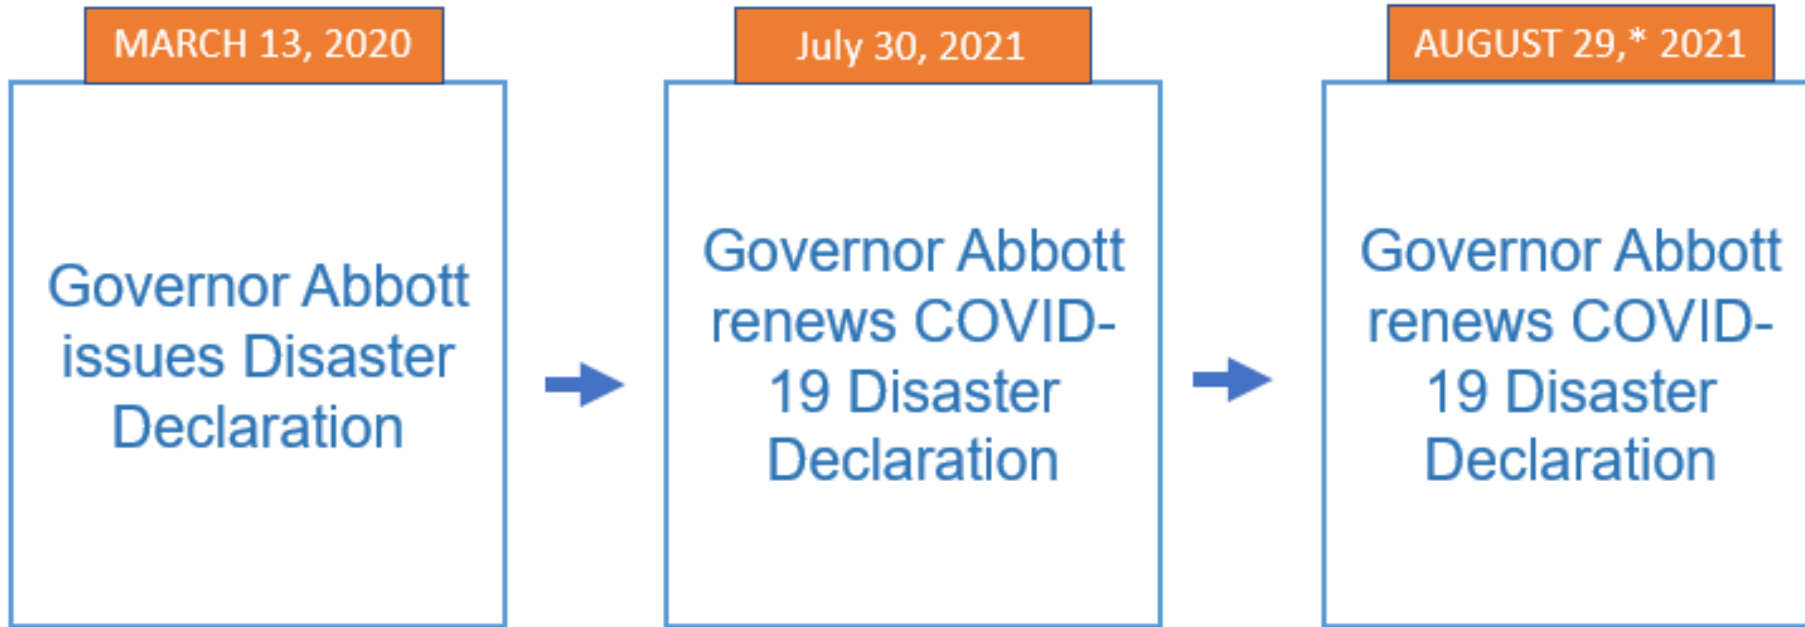 MARCH 13, 2020
Governor Abbott
issues Disaster
Declaration
July 30, 2021
Governor Abbott
renews COVID-
19 Disaster
Declaration
AUGUST 29,* 2021
Governor Abbott
renews COVID-
19 Disaster
Declaration